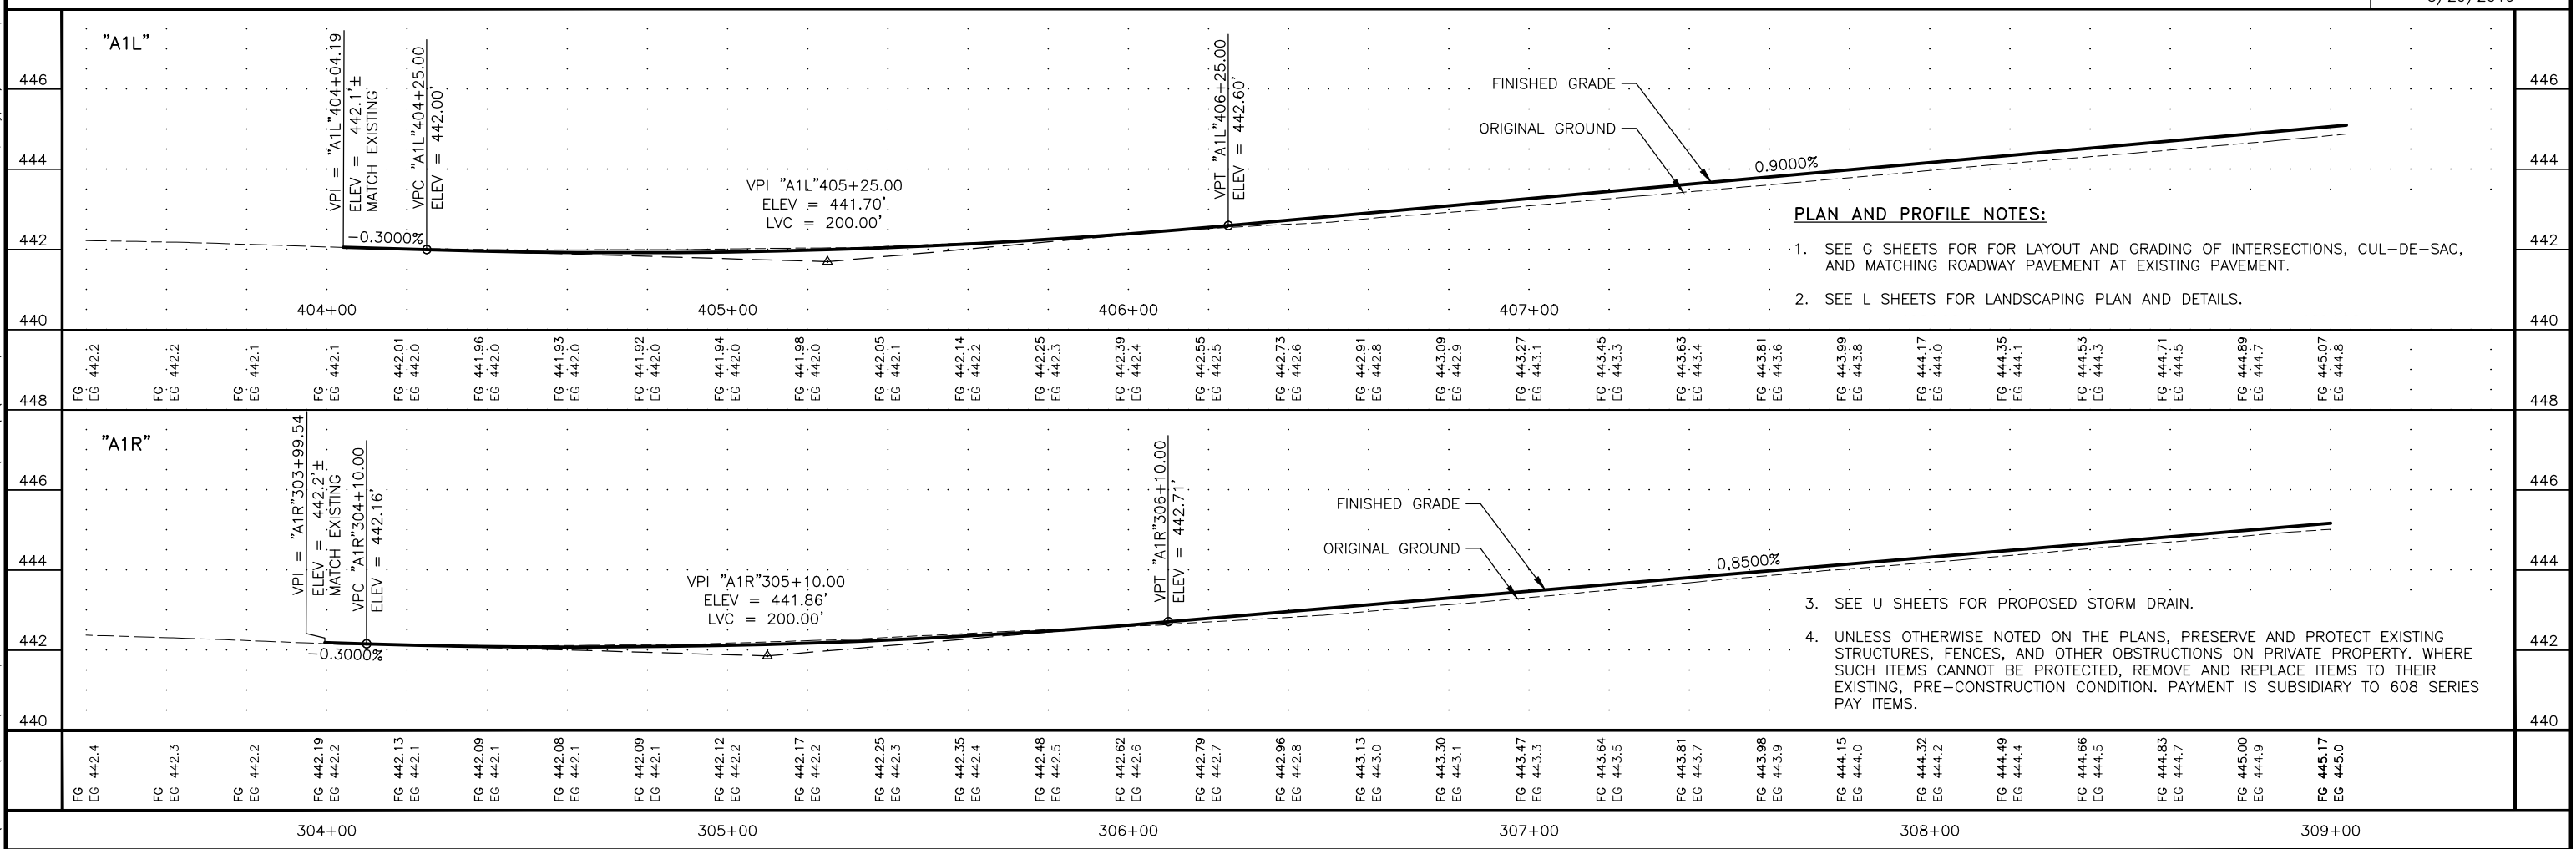 "A1L"
446
444
442
440
448
VPI = "A1L"404+04.19
ELEV = 442.1'±
MATCH EXISTING
VPC "A1L"404+25.00
ELEV = 442.00'
-0.3000%
VPI "A1L"405+25.00
ELEV = 441.70'
LVC = 200.00'
VPT "A1L"406+25.00
ELEV = 442.60'
FINISHED GRADE
ORIGINAL GROUND
0.9000%
446
444
442
440
448
PLAN AND PROFILE NOTES:
1. SEE G SHEETS FOR FOR LAYOUT AND GRADING OF INTERSECTIONS, CUL-DE-SAC,
AND MATCHING ROADWAY PAVEMENT AT EXISTING PAVEMENT.
2. SEE L SHEETS FOR LANDSCAPING PLAN AND DETAILS.
404+00 405+00 406+00 407+00
FG
EG 442.2
FG
EG 442.2
FG
EG 442.1
FG
EG 442.1
FG 442.01
EG 442.0
FG 441.96
EG 442.0
FG 441.93
EG 442.0
FG 441.92
EG 442.0
FG 441.94
EG 442.0
FG 441.98
EG 442.0
FG 442.05
EG 442.1
FG 442.14
EG 442.2
FG 442.25
EG 442.3
FG 442.39
EG 442.4
FG 442.55
EG 442.5
FG 442.73
EG 442.6
FG 442.91
EG 442.8
FG 443.09
EG 442.9
FG 443.27
EG 443.1
FG 443.45
EG 443.3
FG 443.63
EG 443.4
FG 443.81
EG 443.6
FG 443.99
EG 443.8
FG 444.17
EG 444.0
FG 444.35
EG 444.1
FG 444.53
EG 444.3
FG 444.71
EG 444.5
FG 444.89
EG 444.7
FG 445.07
EG 444.8
"A1R"
446
444
442
440
VPI = "A1R"303+99.54
ELEV = 442.2'±
MATCH EXISTING
VPC "A1R"304+10.00
ELEV = 442.16'
-0.3000%
VPI "A1R"305+10.00
ELEV = 441.86'
LVC = 200.00'
VPT "A1R"306+10.00
ELEV = 442.71'
FINISHED GRADE
ORIGINAL GROUND
0.8500%
446
444
442
440
3. SEE U SHEETS FOR PROPOSED STORM DRAIN.
4. UNLESS OTHERWISE NOTED ON THE PLANS, PRESERVE AND PROTECT EXISTING
STRUCTURES, FENCES, AND OTHER OBSTRUCTIONS ON PRIVATE PROPERTY. WHERE
SUCH ITEMS CANNOT BE PROTECTED, REMOVE AND REPLACE ITEMS TO THEIR
EXISTING, PRE-CONSTRUCTION CONDITION. PAYMENT IS SUBSIDIARY TO 608 SERIES
PAY ITEMS.
FG
EG 442.4
FG
EG 442.3
FG
EG 442.2
FG 442.19
EG 442.2
FG 442.13
EG 442.1
FG 442.09
EG 442.1
FG 442.08
EG 442.1
FG 442.09
EG 442.1
FG 442.12
EG 442.2
FG 442.17
EG 442.2
FG 442.25
EG 442.3
FG 442.35
EG 442.4
FG 442.48
EG 442.5
FG 442.62
EG 442.6
FG 442.79
EG 442.7
FG 442.96
EG 442.8
FG 443.13
EG 443.0
FG 443.30
EG 443.1
FG 443.47
EG 443.3
FG 443.64
EG 443.5
FG 443.81
EG 443.7
FG 443.98
EG 443.9
FG 444.15
EG 444.0
FG 444.32
EG 444.2
FG 444.49
EG 444.4
FG 444.66
EG 444.5
FG 444.83
EG 444.7
FG 445.00
EG 444.9
FG 445.17
EG 445.0
304+00 305+00 306+00 307+00 308+00 309+00